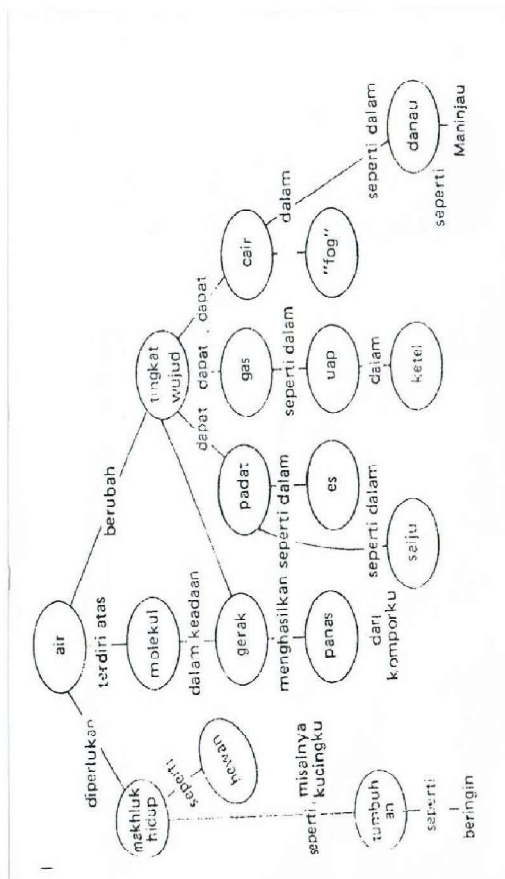 air
diperlukan
terdiri atas
berubah
makhluk
hidup
molekul
tingkat
wujud
seperti
hewan
dalam keadaan
dapat
dapat
dapat
gerak
padat
gas
cair
misalnya
kucingku
menghasilkan
seperti dalam
seperti dalam
dalam
seperti
panas
es
uap
"fog"
tumbuh
an
dari
komporku
seperti dalam
dalam
seperti dalam
seperti
salju
ketel
danau
beringin
seperti
Maninjau